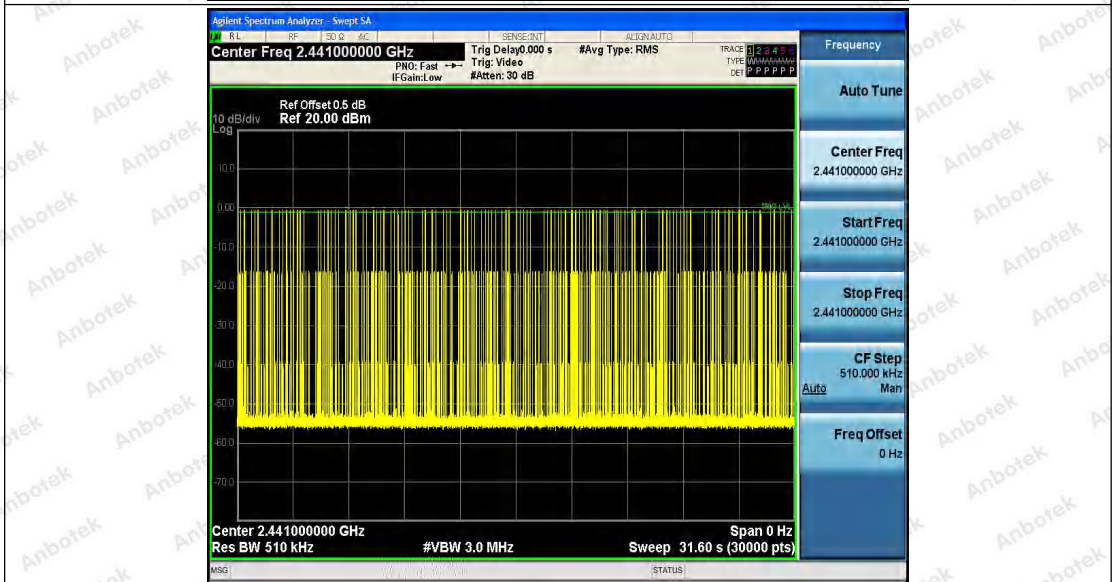 Agilent Spectrum Analyzer - Swept SA
RL RF 50 Ω AC SENSE:INT ALIGNAUTO
Center Freq 2.441000000 GHz
PNO: Fast
IFGain:Low
Trig Delay0.000 s
Trig: Video
#Atten: 30 dB
#Avg Type: RMS
TRACE 1 2 3 4 5 6
TYPE
DET P P P P P P
Ref Offset 0.5 dB
10 dB/div Ref 20.00 dBm
Log
10.0
0.00
TRIG LVL
-10.0
-20.0
-30.0
-40.0
-50.0
-60.0
-70.0
Center 2.441000000 GHz
Span 0 Hz
Res BW 510 kHz
#VBW 3.0 MHz
Sweep 31.60 s (30000 pts)
MSG
STATUS
Frequency
Auto Tune
Center Freq
2.441000000 GHz
Start Freq
2.441000000 GHz
Stop Freq
2.441000000 GHz
CF Step
510.000 kHz
Auto Man
Freq Offset
0 Hz
Anbotek